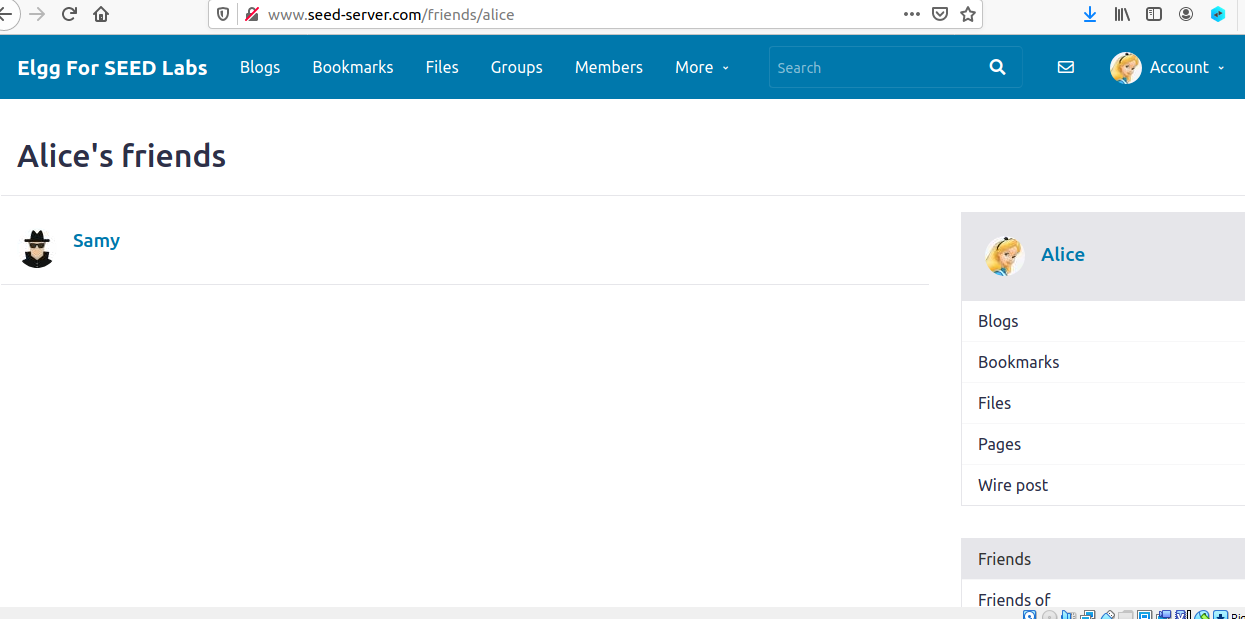 www.seed-server.com/friends/alice
Elgg For SEED Labs Blogs Bookmarks Files Groups Members More Search Account
Alice's friends
Samy
Alice
Blogs
Bookmarks
Files
Pages
Wire post
Friends
Friends of